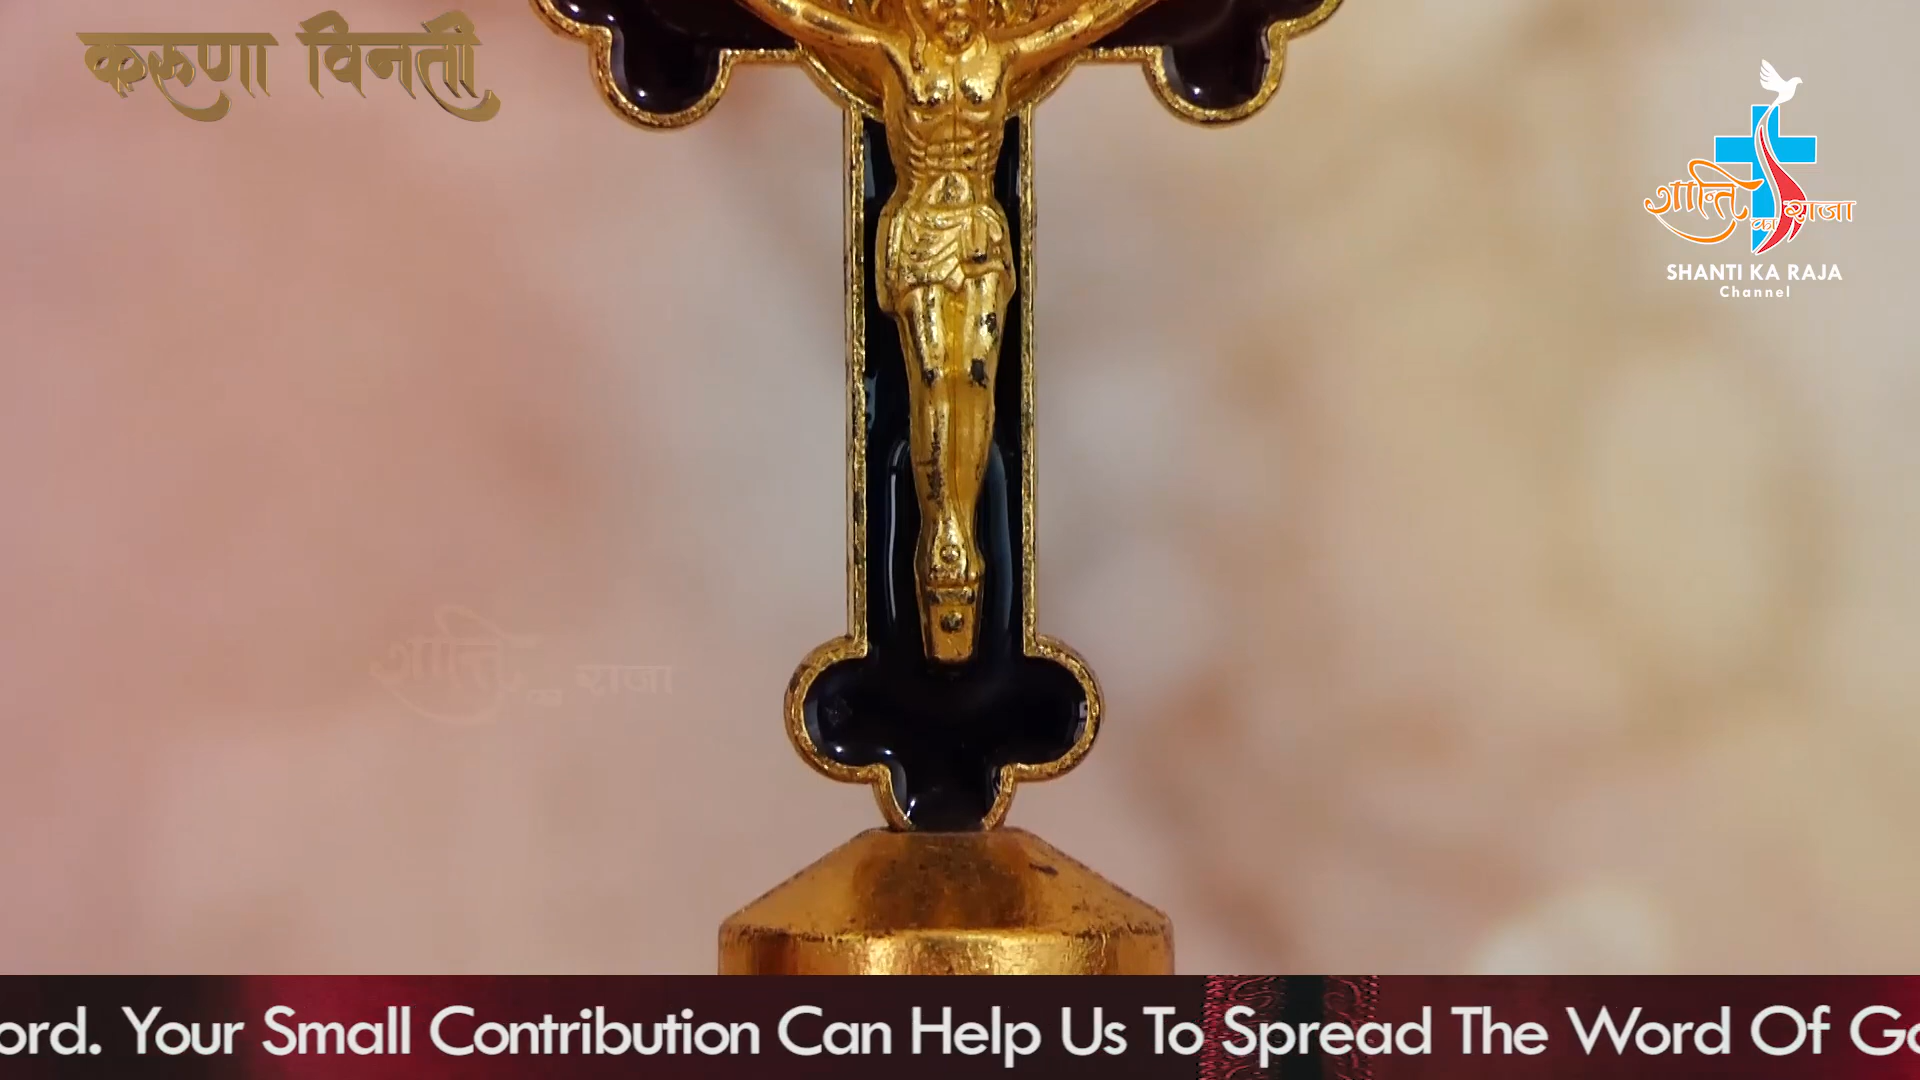 करुणा विनती
शान्ति का राजा
SHANTI KA RAJA
Channel
शान्ति का राजा
ord. Your Small Contribution Can Help Us To Spread The Word Of Go